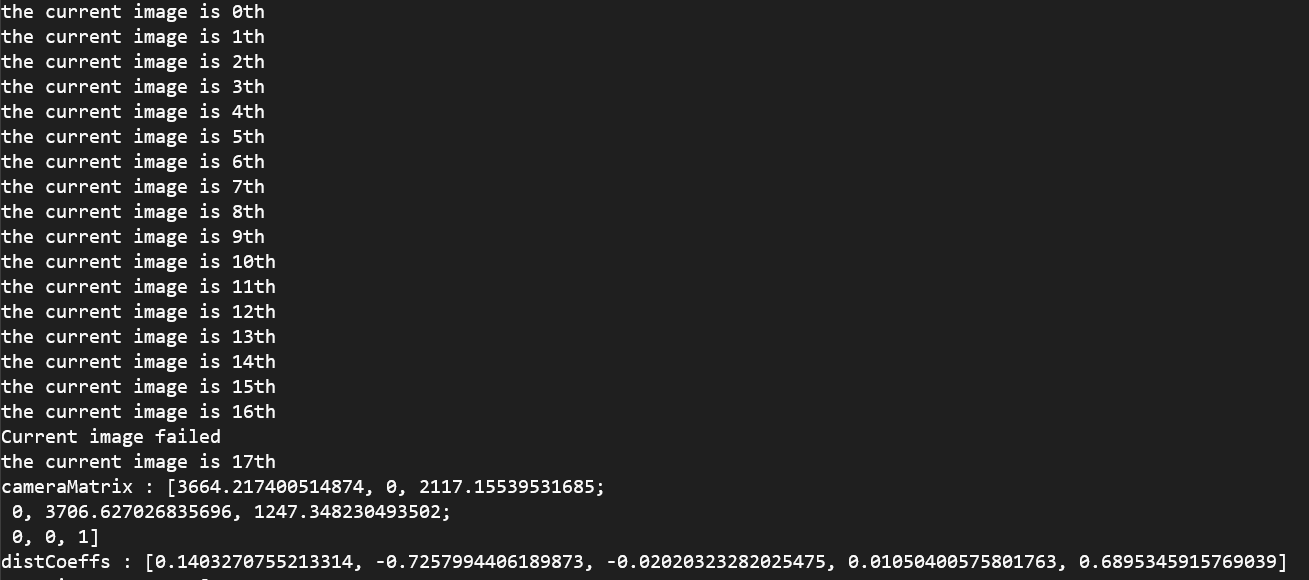 the current image is 0th
the current image is 1th
the current image is 2th
the current image is 3th
the current image is 4th
the current image is 5th
the current image is 6th
the current image is 7th
the current image is 8th
the current image is 9th
the current image is 10th
the current image is 11th
the current image is 12th
the current image is 13th
the current image is 14th
the current image is 15th
the current image is 16th
Current image failed
the current image is 17th
cameraMatrix : [3664.217400514874, 0, 2117.15539531685;
 0, 3706.627026835696, 1247.348230493502;
 0, 0, 1]
distCoeffs : [0.1403270755213314, -0.7257994406189873, -0.02020323282025475, 0.01050400575801763, 0.6895345915769039]